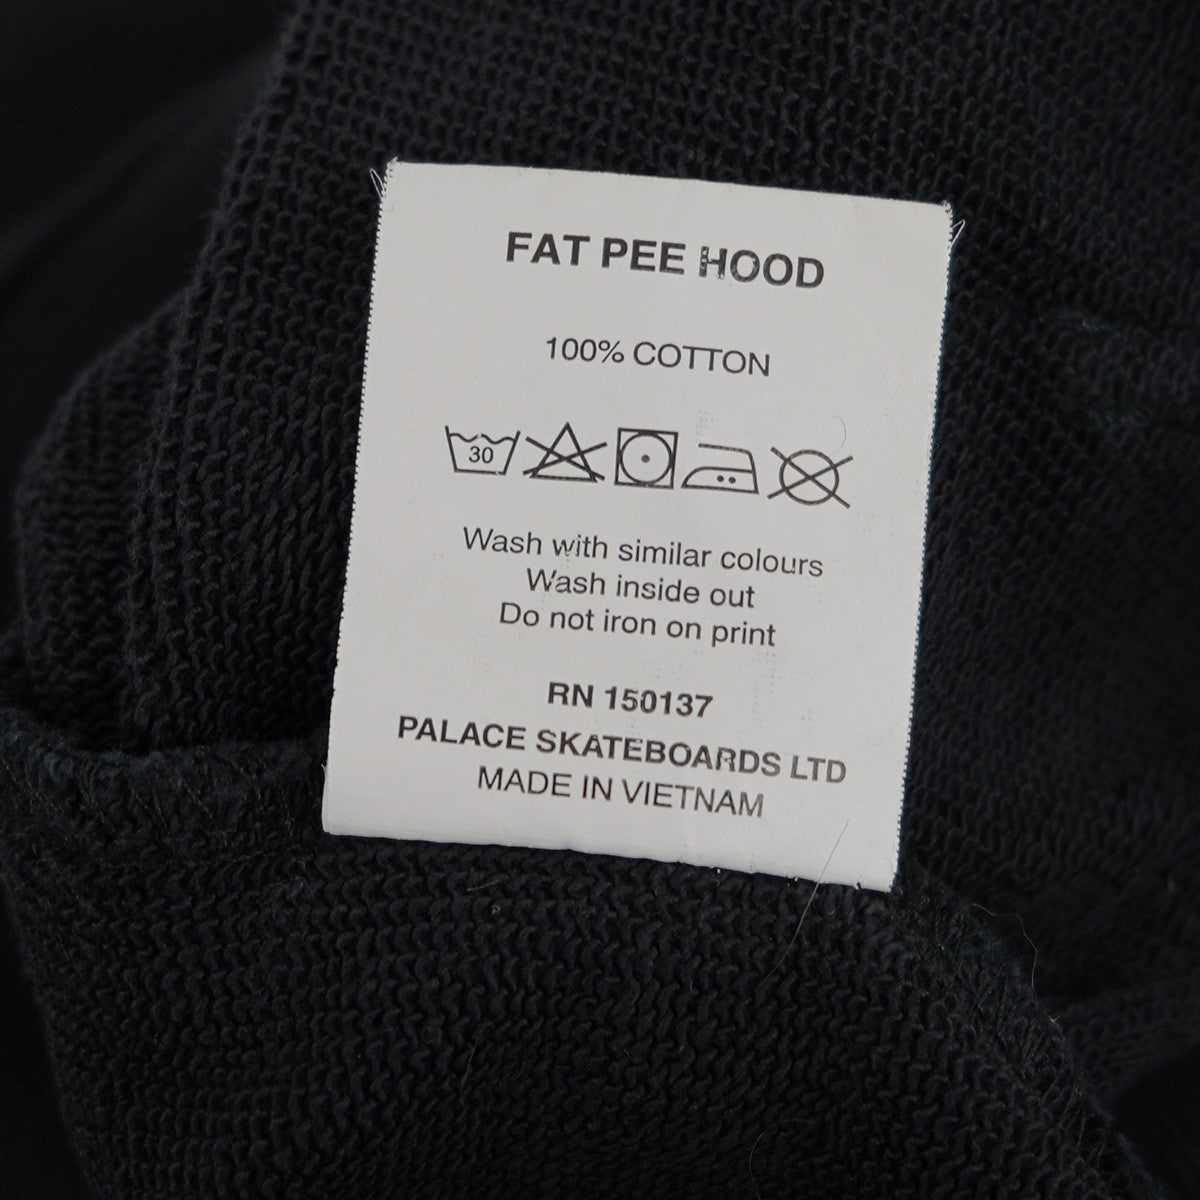 FAT PEE HOOD
100% COTTON
30
Wash with similar colours
Wash inside out
Do not iron on print
RN 150137
PALACE SKATEBOARDS LTD
MADE IN VIETNAM